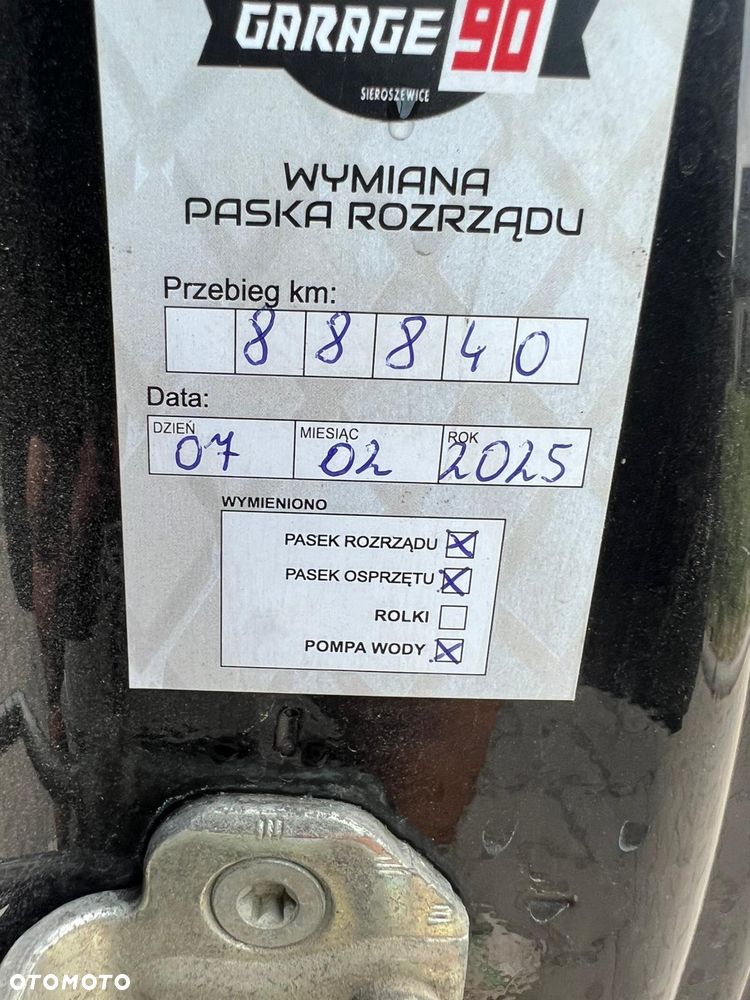 GARAGE 90
SIEROSZEWICE
WYMIANA
PASKA ROZRZĄDU
Przebieg km:
88840
Data:
DZIEŃ MIESIĄC ROK
07 02 2025
WYMIENIONO
PASEK ROZRZĄDU
PASEK OSPRZĘTU
ROLKI
POMPA WODY
OTOMOTO